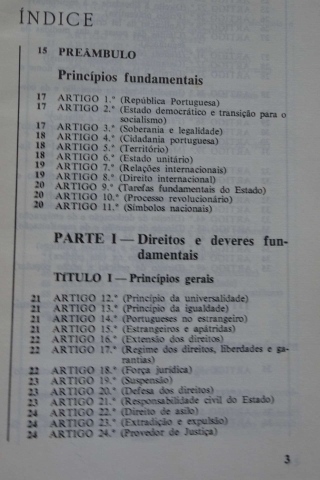 ÍNDICE
15 PREÂMBULO
Princípios fundamentais
17 ARTIGO 1.º (República Portuguesa)
17 ARTIGO 2.º (Estado democrático e transição para o
socialismo)
17 ARTIGO 3.º (Soberania e legalidade)
18 ARTIGO 4.º (Cidadania portuguesa)
18 ARTIGO 5.º (Território)
18 ARTIGO 6.º (Estado unitário)
19 ARTIGO 7.º (Relações internacionais)
19 ARTIGO 8.º (Direito internacional)
20 ARTIGO 9.º (Tarefas fundamentais do Estado)
20 ARTIGO 10.º (Processo revolucionário)
20 ARTIGO 11.º (Símbolos nacionais)
PARTE I — Direitos e deveres fun-
damentais
TÍTULO I — Princípios gerais
21 ARTIGO 12.º (Princípio da universalidade)
21 ARTIGO 13.º (Princípio da igualdade)
21 ARTIGO 14.º (Portugueses no estrangeiro)
21 ARTIGO 15.º (Estrangeiros e apátridas)
22 ARTIGO 16.º (Extensão dos direitos)
22 ARTIGO 17.º (Regime dos direitos, liberdades e ga-
rantias)
22 ARTIGO 18.º (Força jurídica)
23 ARTIGO 19.º (Suspensão)
23 ARTIGO 20.º (Defesa dos direitos)
23 ARTIGO 21.º (Responsabilidade civil do Estado)
24 ARTIGO 22.º (Direito de asilo)
24 ARTIGO 23.º (Extradição e expulsão)
24 ARTIGO 24.º (Provedor de Justiça)
3